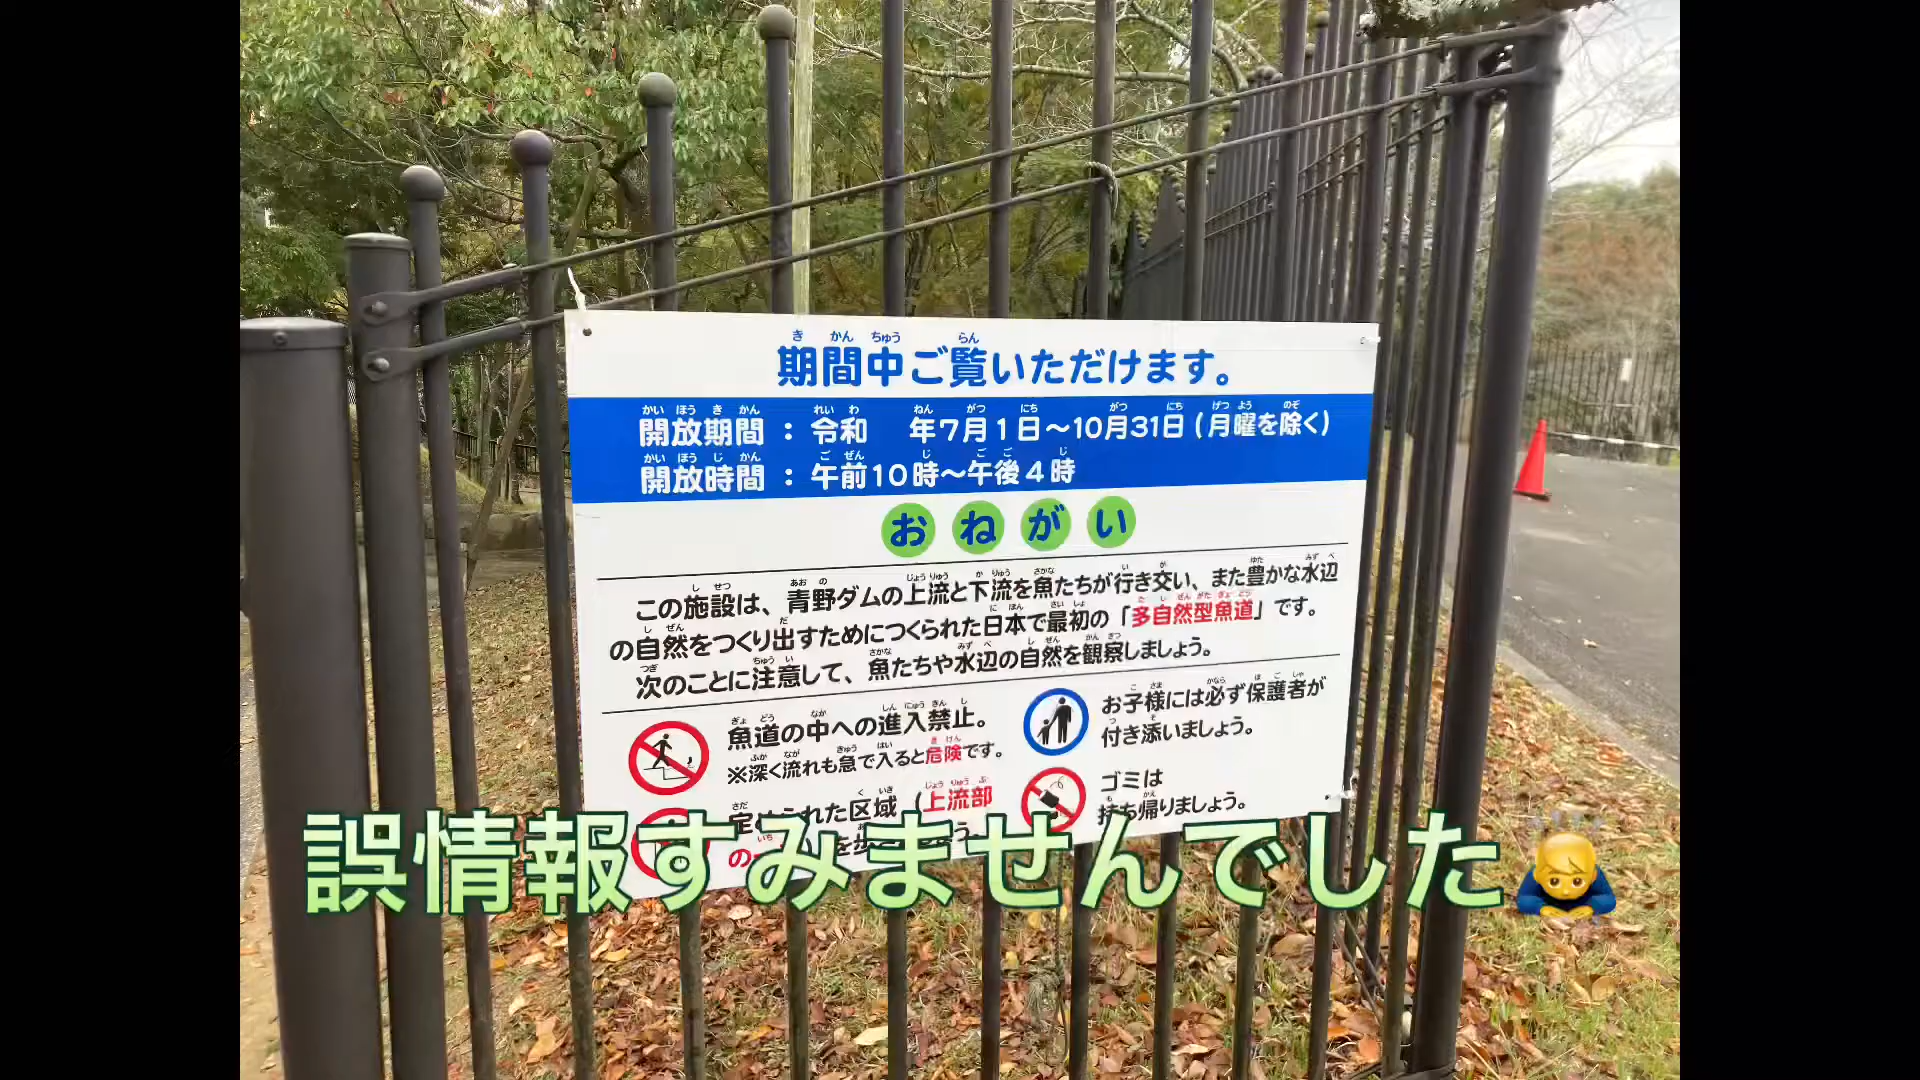 期間中ご覧いただけます。
開放期間：令和　年7月1日～10月31日(月曜を除く)
開放時間：午前10時～午後4時
おねがい
この施設は、青野ダムの上流と下流を魚たちが行き交い、また豊かな水辺
の自然をつくり出すためにつくられた日本で最初の「多自然型魚道」です。
次のことに注意して、魚たちや水辺の自然を観察しましょう。
魚道の中への進入禁止。
※深く流れも急で入ると危険です。
お子様には必ず保護者が
付き添いましょう。
定められた区域(上流部
ゴミは
持ち帰りましょう。
誤情報すみませんでした🙇